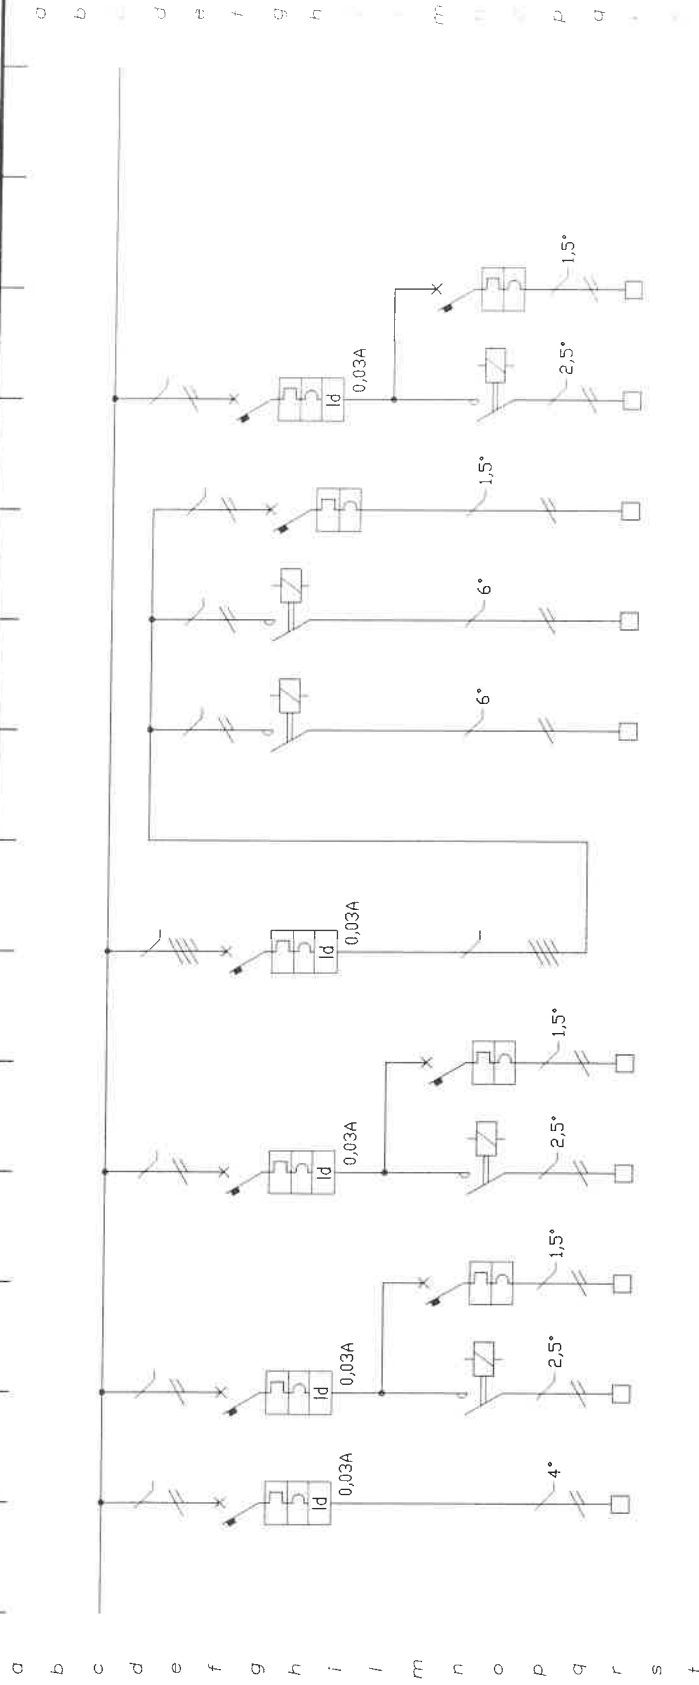 a a
b b
c
d d
e e
f f
g g
h h
Id Id Id Id Id
i
0,03A 0,03A 0,03A 0,03A 0,03A
l
m m
n
6° 6° 1,5°
o
p p
4° 2,5° 1,5° 2,5° 1,5° 2,5° 1,5°
q q
r
s
t